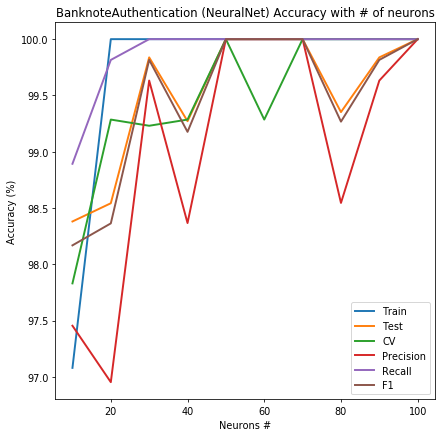 BanknoteAuthentication (NeuralNet) Accuracy with # of neurons
100.0
99.5
99.0
98.5
98.0
97.5
97.0
Accuracy (%)
20
40
60
80
100
Neurons #
Train
Test
CV
Precision
Recall
F1